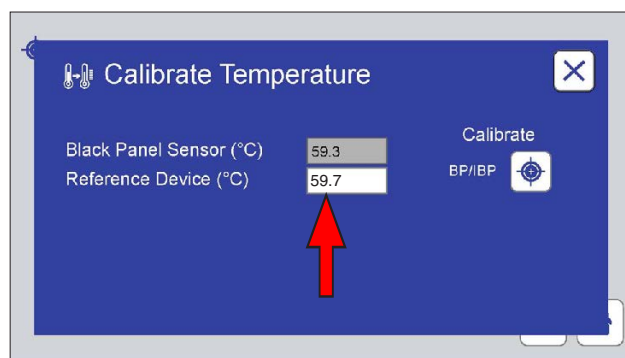 Calibrate Temperature
Calibrate
Black Panel Sensor (°C) 59.3
Reference Device (°C) 59.7
BP/IBP